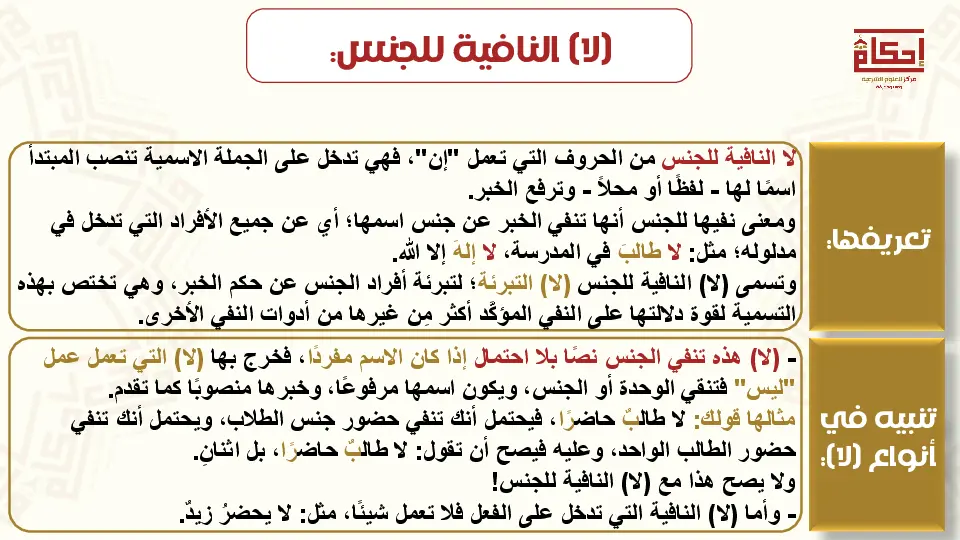 (لا) النافية للجنس:
إحكام
مركز للعلوم الشرعية
تعريفها:
لا النافية للجنس من الحروف التي تعمل "إن"، فهي تدخل على الجملة الاسمية تنصب المبتدأ
اسمًا لها - لفظًا أو محلاً - وترفع الخبر.
ومعنى نفيها للجنس أنها تنفي الخبر عن جنس اسمها؛ أي عن جميع الأفراد التي تدخل في
مدلوله؛ مثل: لا طالبَ في المدرسة، لا إلهَ إلا الله.
وتسمى (لا) النافية للجنس (لا) التبرئة؛ لتبرئة أفراد الجنس عن حكم الخبر، وهي تختص بهذه
التسمية لقوة دلالتها على النفي المؤكَّد أكثر مِن غيرها من أدوات النفي الأخرى.
تنبيه في
أنواع (لا):
- (لا) هذه تنفي الجنس نصًا بلا احتمال إذا كان الاسم مفردًا، فخرج بها (لا) التي تعمل عمل
"ليس" فتنفي الوحدة أو الجنس، ويكون اسمها مرفوعًا، وخبرها منصوبًا كما تقدم.
مثالها قولك: لا طالبٌ حاضرًا، فيحتمل أنك تنفي حضور جنس الطلاب، ويحتمل أنك تنفي
حضور الطالب الواحد، وعليه فيصح أن تقول: لا طالبٌ حاضرًا، بل اثنانِ.
ولا يصح هذا مع (لا) النافية للجنس!
- وأما (لا) النافية التي تدخل على الفعل فلا تعمل شيئًا، مثل: لا يحضرُ زيدٌ.